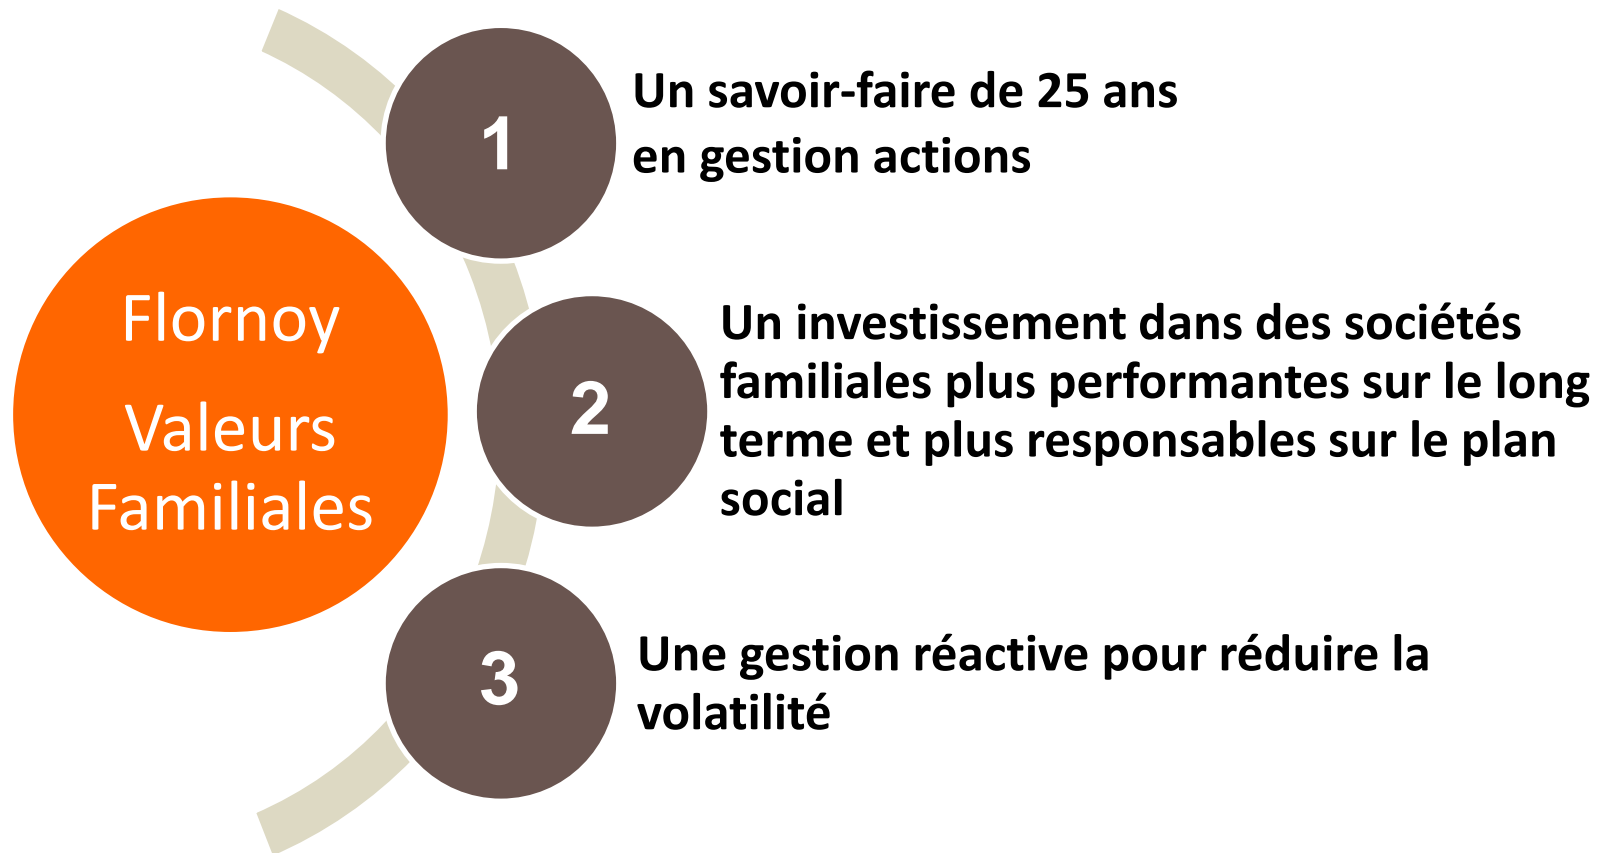 Flornoy
Valeurs
Familiales
1
Un savoir-faire de 25 ans
en gestion actions
2
Un investissement dans des sociétés
familiales plus performantes sur le long
terme et plus responsables sur le plan
social
3
Une gestion réactive pour réduire la
volatilité